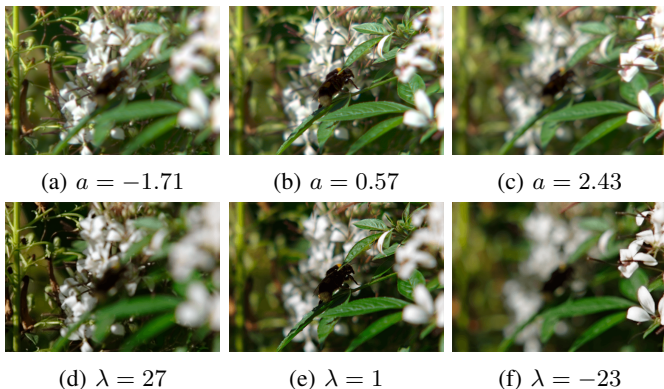 (a) a = −1.71
(b) a = 0.57
(c) a = 2.43
(d) λ = 27
(e) λ = 1
(f) λ = −23